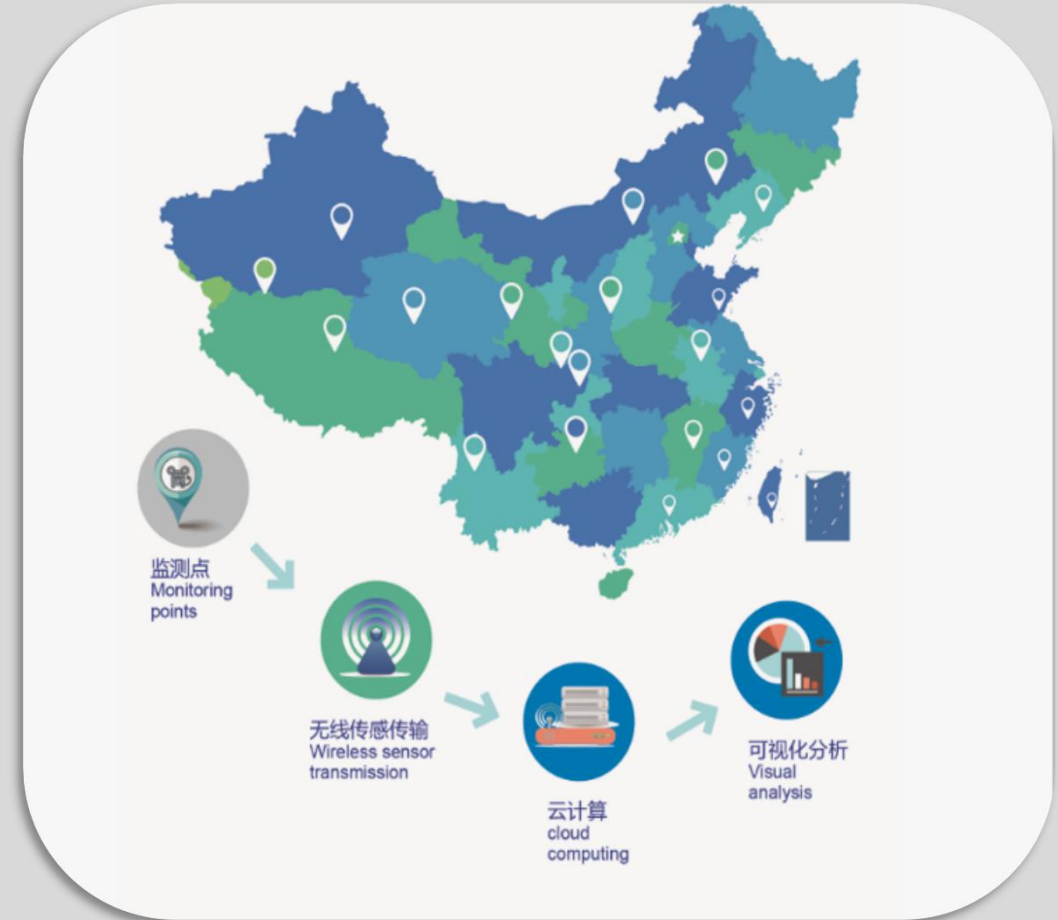 监测点
Monitoring
points
无线传感传输
Wireless sensor
transmission
云计算
cloud
computing
可视化分析
Visual
analysis